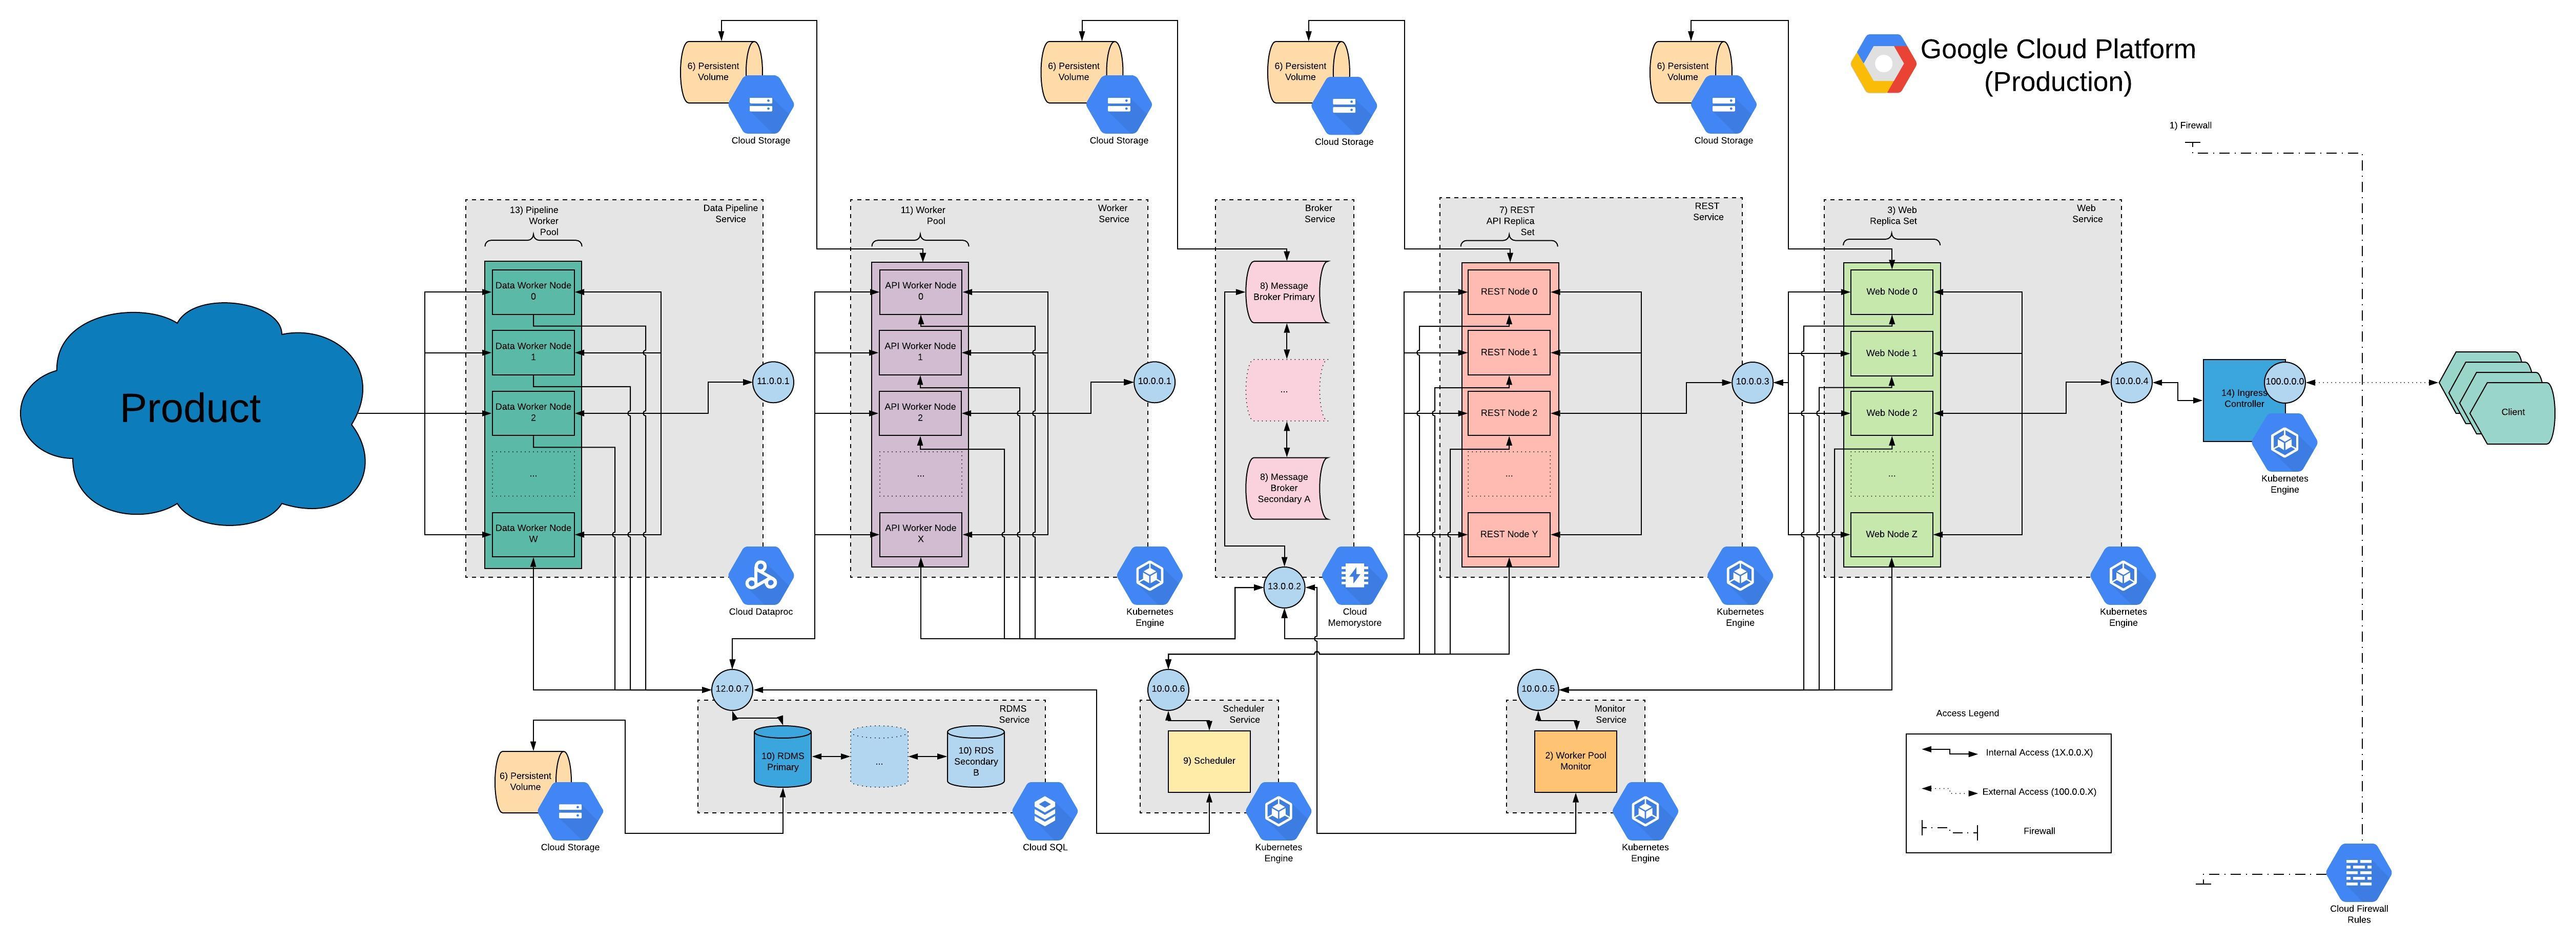 Google Cloud Platform
(Production)
6) Persistent
Volume
Cloud Storage
6) Persistent
Volume
Cloud Storage
6) Persistent
Volume
Cloud Storage
6) Persistent
Volume
Cloud Storage
1) Firewall
Product
13) Pipeline
Worker
Pool
Data Pipeline
Service
Data Worker Node
0
Data Worker Node
1
Data Worker Node
2
...
Data Worker Node
W
11.0.0.1
Cloud Dataproc
11) Worker
Pool
Worker
Service
API Worker Node
0
API Worker Node
1
API Worker Node
2
...
API Worker Node
X
10.0.0.1
Kubernetes
Engine
Broker
Service
8) Message
Broker Primary
...
8) Message
Broker
Secondary A
13.0.0.2
Cloud
Memorystore
7) REST
API Replica
Set
REST
Service
REST Node 0
REST Node 1
REST Node 2
...
REST Node Y
10.0.0.3
Kubernetes
Engine
3) Web
Replica Set
Web
Service
Web Node 0
Web Node 1
Web Node 2
...
Web Node Z
10.0.0.4
Kubernetes
Engine
14) Ingress
Controller
100.0.0.0
Kubernetes
Engine
Client
12.0.0.7
RDMS
Service
10) RDMS
Primary
...
10) RDS
Secondary
B
Cloud SQL
6) Persistent
Volume
Cloud Storage
10.0.0.6
Scheduler
Service
9) Scheduler
Kubernetes
Engine
10.0.0.5
Monitor
Service
2) Worker Pool
Monitor
Kubernetes
Engine
Access Legend
Internal Access (1X.0.0.X)
External Access (100.0.0.X)
Firewall
Cloud Firewall
Rules